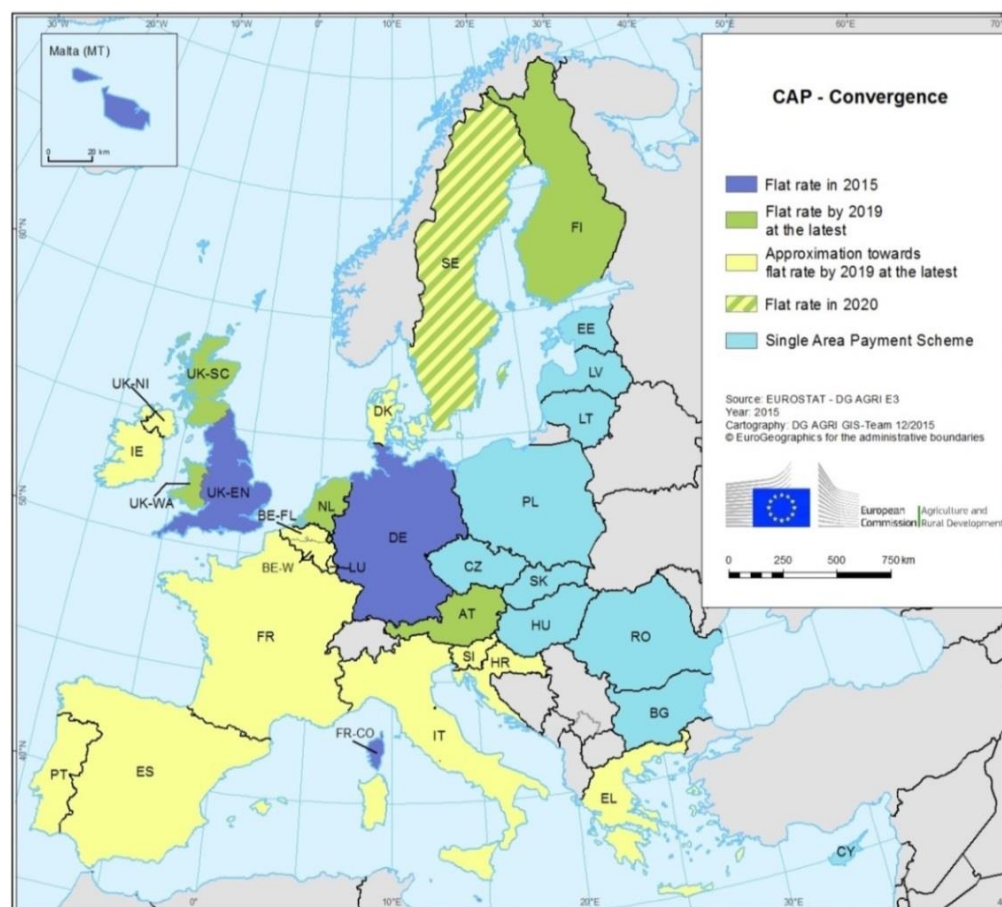 30°W
20°W
10°W
0°
10°E
20°E
30°E
40°E
50°E
60°E
70°
Malta (MT)
0
20
km
CAP - Convergence
Flat rate in 2015
Flat rate by 2019
at the latest
Approximation towards
flat rate by 2019 at the latest
Flat rate in 2020
Single Area Payment Scheme
Source: EUROSTAT - DG AGRI E3
Year: 2015
Cartography: DG AGRI GIS-Team 12/2015
© EuroGeographics for the administrative boundaries
European
Commission
Agriculture and
Rural Development
0 250 500 750 km
60°N
50°N
40°N
FI
SE
EE
LV
LT
UK-SC
UK-NI
DK
IE
UK-WA
UK-EN
NL
BE-FL
PL
DE
BE-W
LU
CZ
SK
AT
HU
FR
RO
SI
HR
BG
IT
FR-CO
PT
ES
EL
CY
0°
10°E
20°E
30°E